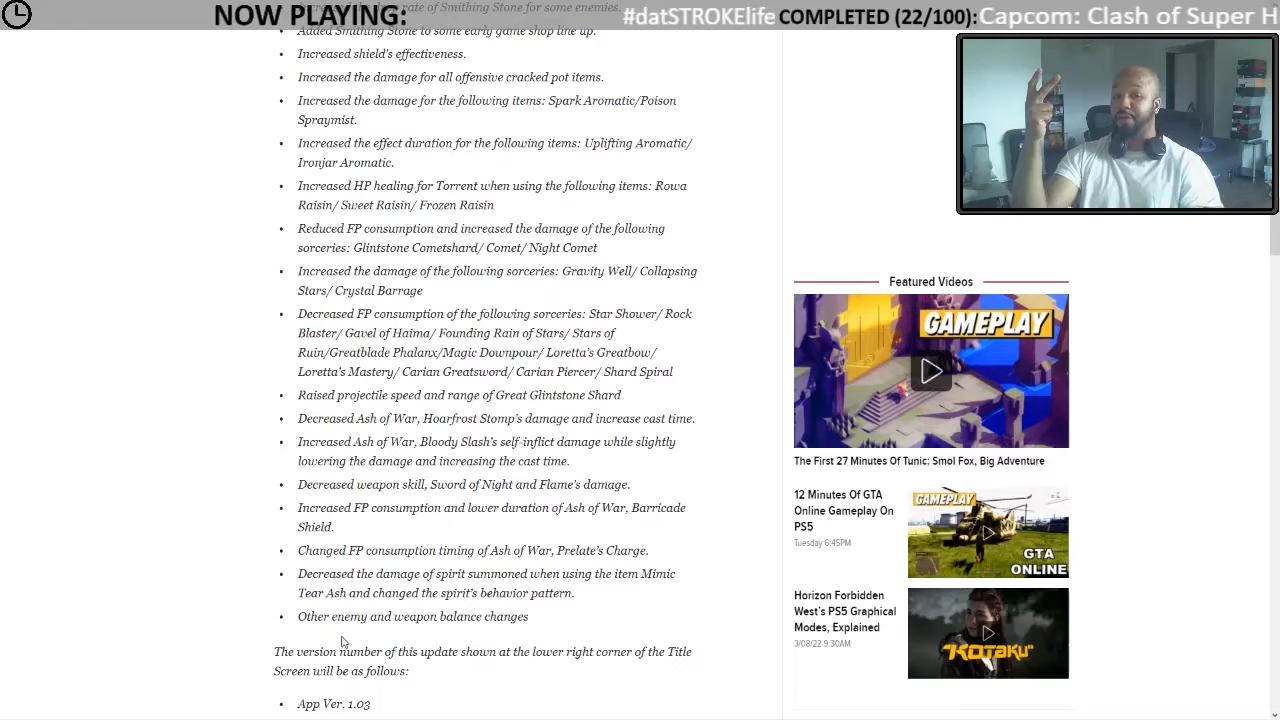 NOW PLAYING:
#datSTROKElife
COMPLETED (22/100):
Capcom: Clash of Super H
rate of Smithing Stone for some enemies.
Added Smithing Stone to some early game shop line up.
Increased shield's effectiveness.
Increased the damage for all offensive cracked pot items.
Increased the damage for the following items: Spark Aromatic/Poison
Spraymist.
Increased the effect duration for the following items: Uplifting Aromatic/
Ironjar Aromatic.
Increased HP healing for Torrent when using the following items: Rowa
Raisin/ Sweet Raisin/ Frozen Raisin
Reduced FP consumption and increased the damage of the following
sorceries: Glintstone Cometshard/ Comet/ Night Comet
Increased the damage of the following sorceries: Gravity Well/ Collapsing
Stars/ Crystal Barrage
Decreased FP consumption of the following sorceries: Star Shower/ Rock
Blaster/ Gavel of Haima/ Founding Rain of Stars/ Stars of
Ruin/Greatblade Phalanx/Magic Downpour/ Loretta's Greatbow/
Loretta's Mastery/ Carian Greatsword/ Carian Piercer/ Shard Spiral
Raised projectile speed and range of Great Glintstone Shard
Decreased Ash of War, Hoarfrost Stomp's damage and increase cast time.
Increased Ash of War, Bloody Slash's self-inflict damage while slightly
lowering the damage and increasing the cast time.
Decreased weapon skill, Sword of Night and Flame's damage.
Increased FP consumption and lower duration of Ash of War, Barricade
Shield.
Changed FP consumption timing of Ash of War, Prelate's Charge.
Decreased the damage of spirit summoned when using the item Mimic
Tear Ash and changed the spirit's behavior pattern.
Other enemy and weapon balance changes
The version number of this update shown at the lower right corner of the Title
Screen will be as follows:
App Ver. 1.03
Featured Videos
GAMEPLAY
The First 27 Minutes Of Tunic: Smol Fox, Big Adventure
12 Minutes Of GTA
Online Gameplay On
PS5
Tuesday 6:45PM
GAMEPLAY
GTA
ONLINE
Horizon Forbidden
West's PS5 Graphical
Modes, Explained
3/08/22 9:30AM
KOTAKU